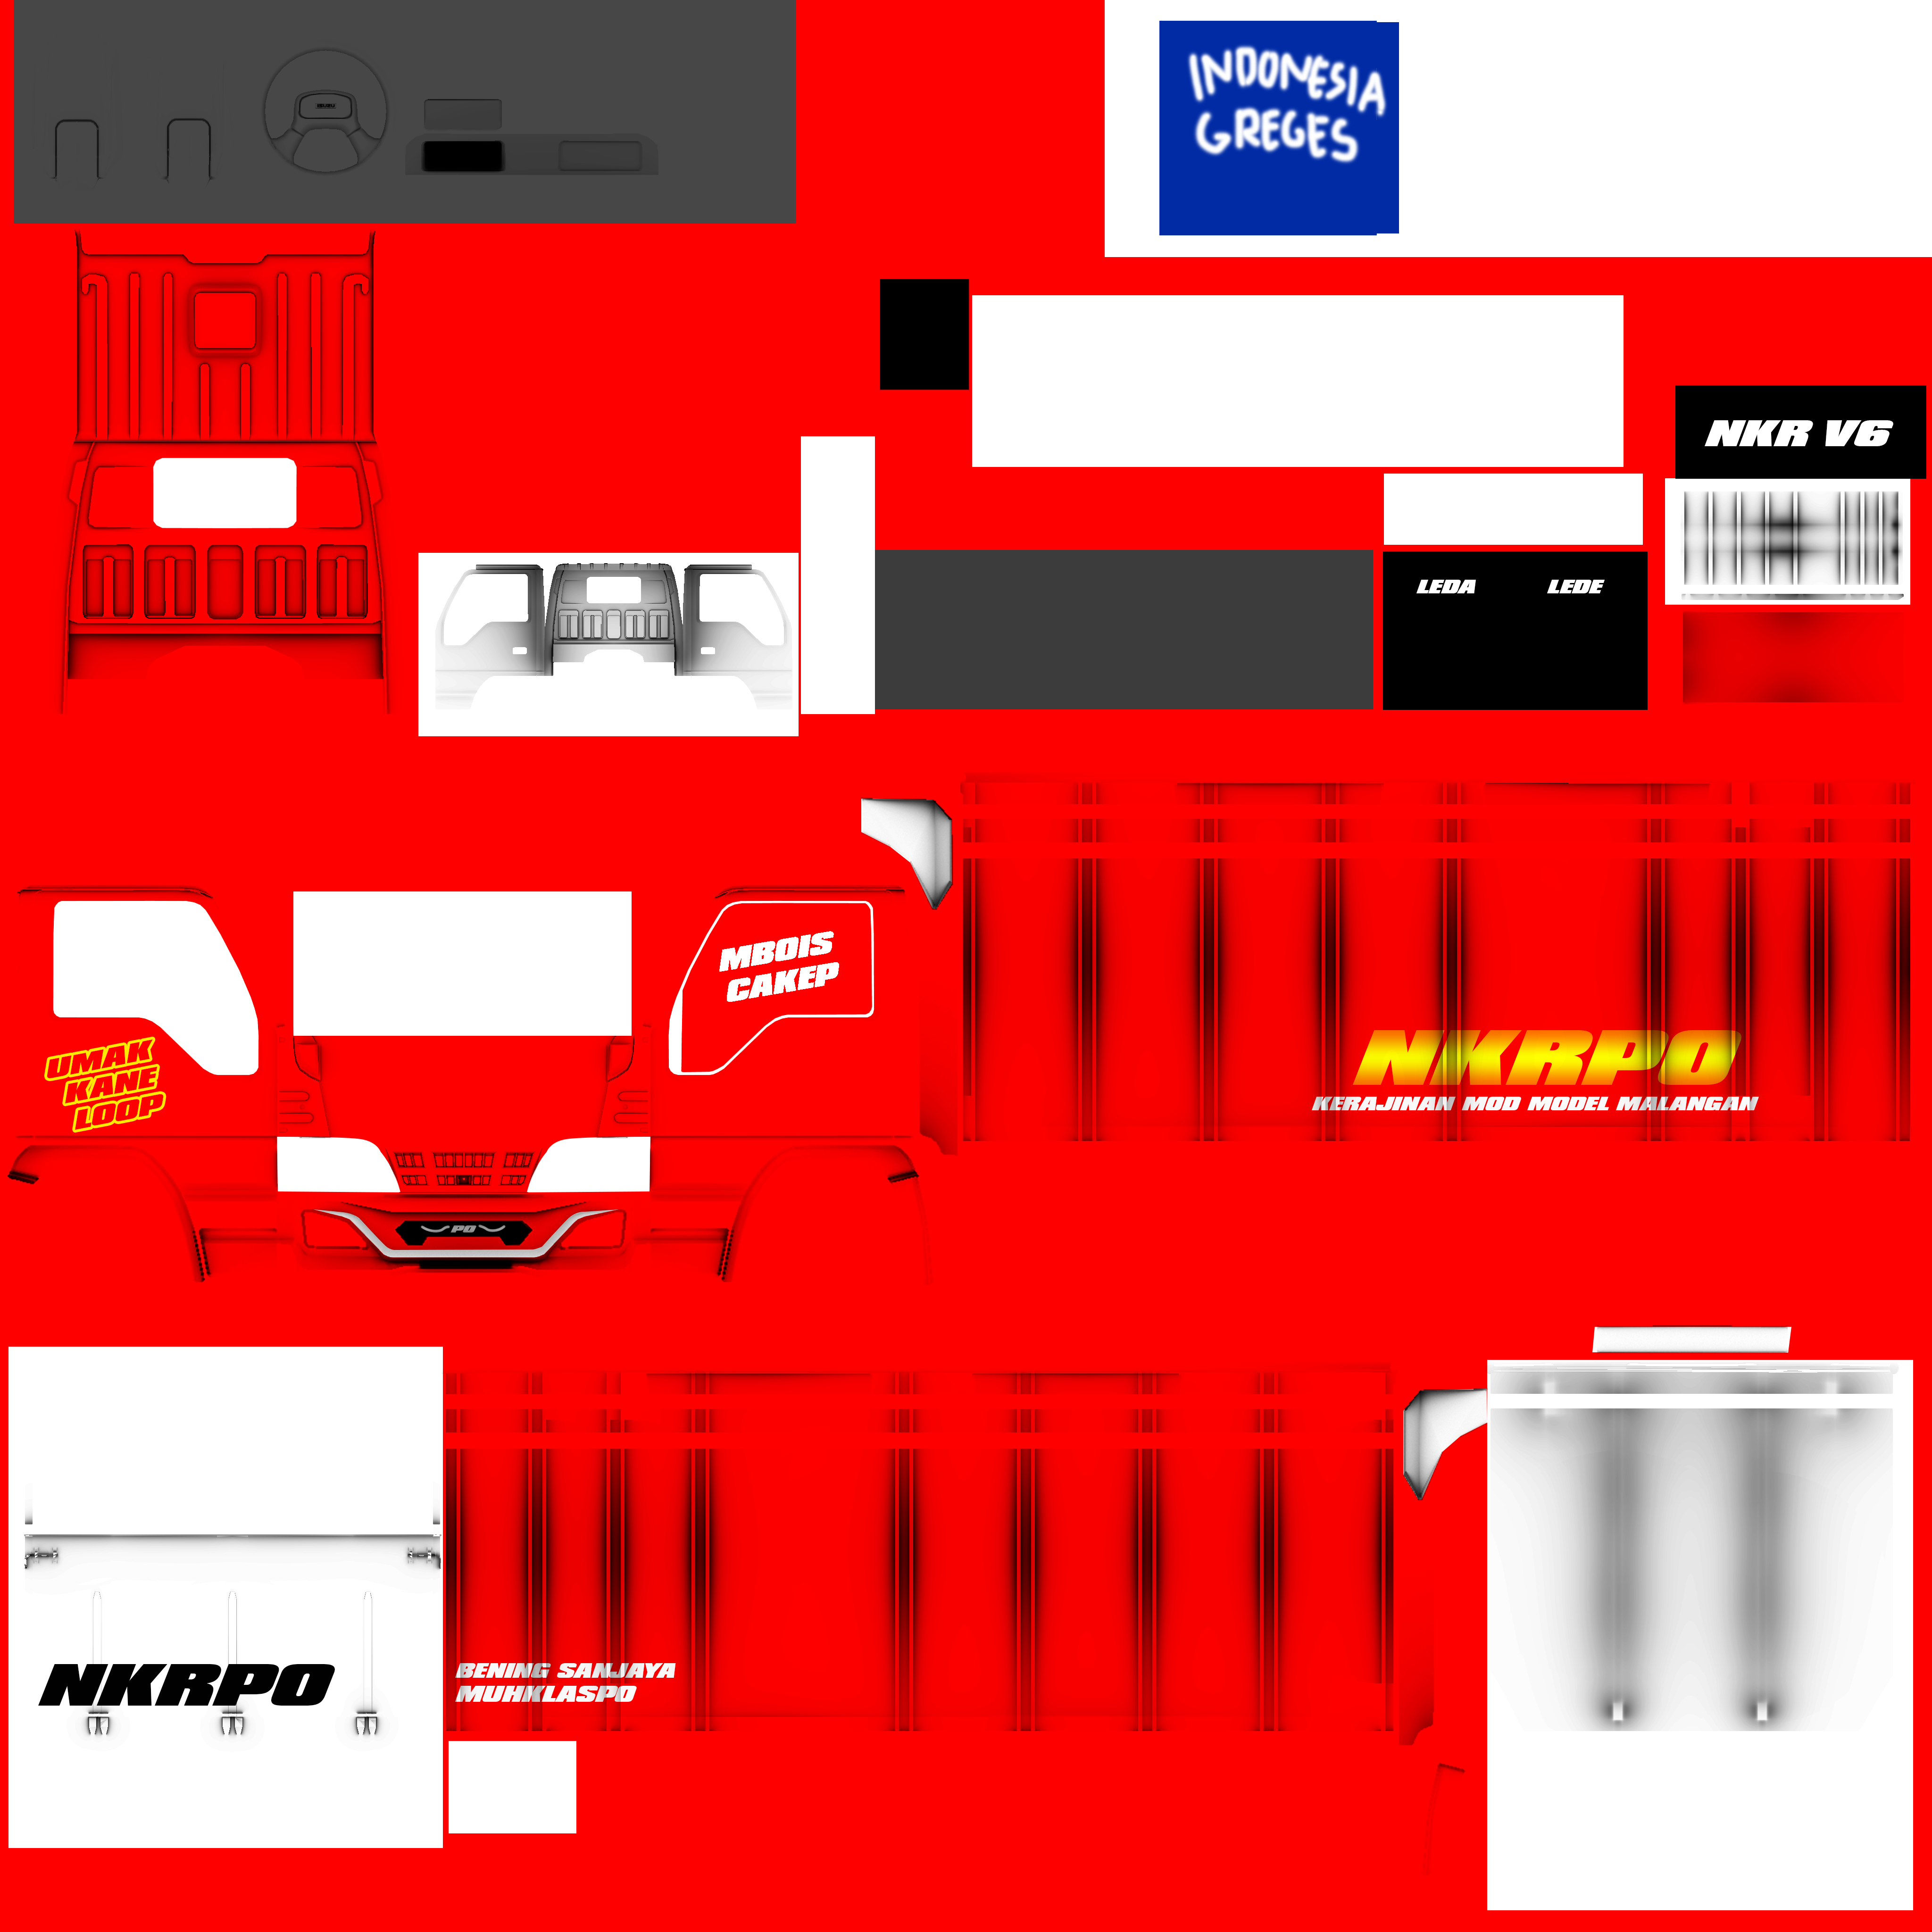 ISUZU
INDONESIA
GREGES
NKR V6
LEDA
LEDE
MBOIS
CAKEP
UMAK
KANE
LOOP
NKRPO
KERAJINAN MOD MODEL MALANGAN
PO
NKRPO
BENING SANJAYA
MUHKLASPO